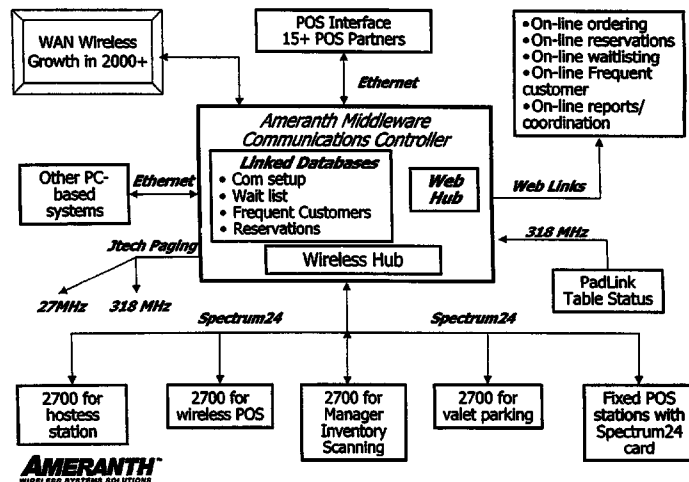 WAN Wireless
Growth in 2000+
POS Interface
15+ POS Partners
•On-line ordering
•On-line reservations
•On-line waitlisting
•On-line Frequent
customer
•On-line reports/
coordination
Ethernet
Ameranth Middleware
Communications Controller
Linked Databases
• Com setup
• Wait list
• Frequent Customers
• Reservations
Web
Hub
Wireless Hub
Other PC-
based
systems
Ethernet
Web Links
Jtech Paging
27MHz
318 MHz
318 MHz
PadLink
Table Status
Spectrum24
Spectrum24
2700 for
hostess
station
2700 for
wireless POS
2700 for
Manager
Inventory
Scanning
2700 for
valet parking
Fixed POS
stations with
Spectrum24
card
AMERANTH™
WIRELESS SYSTEMS SOLUTIONS